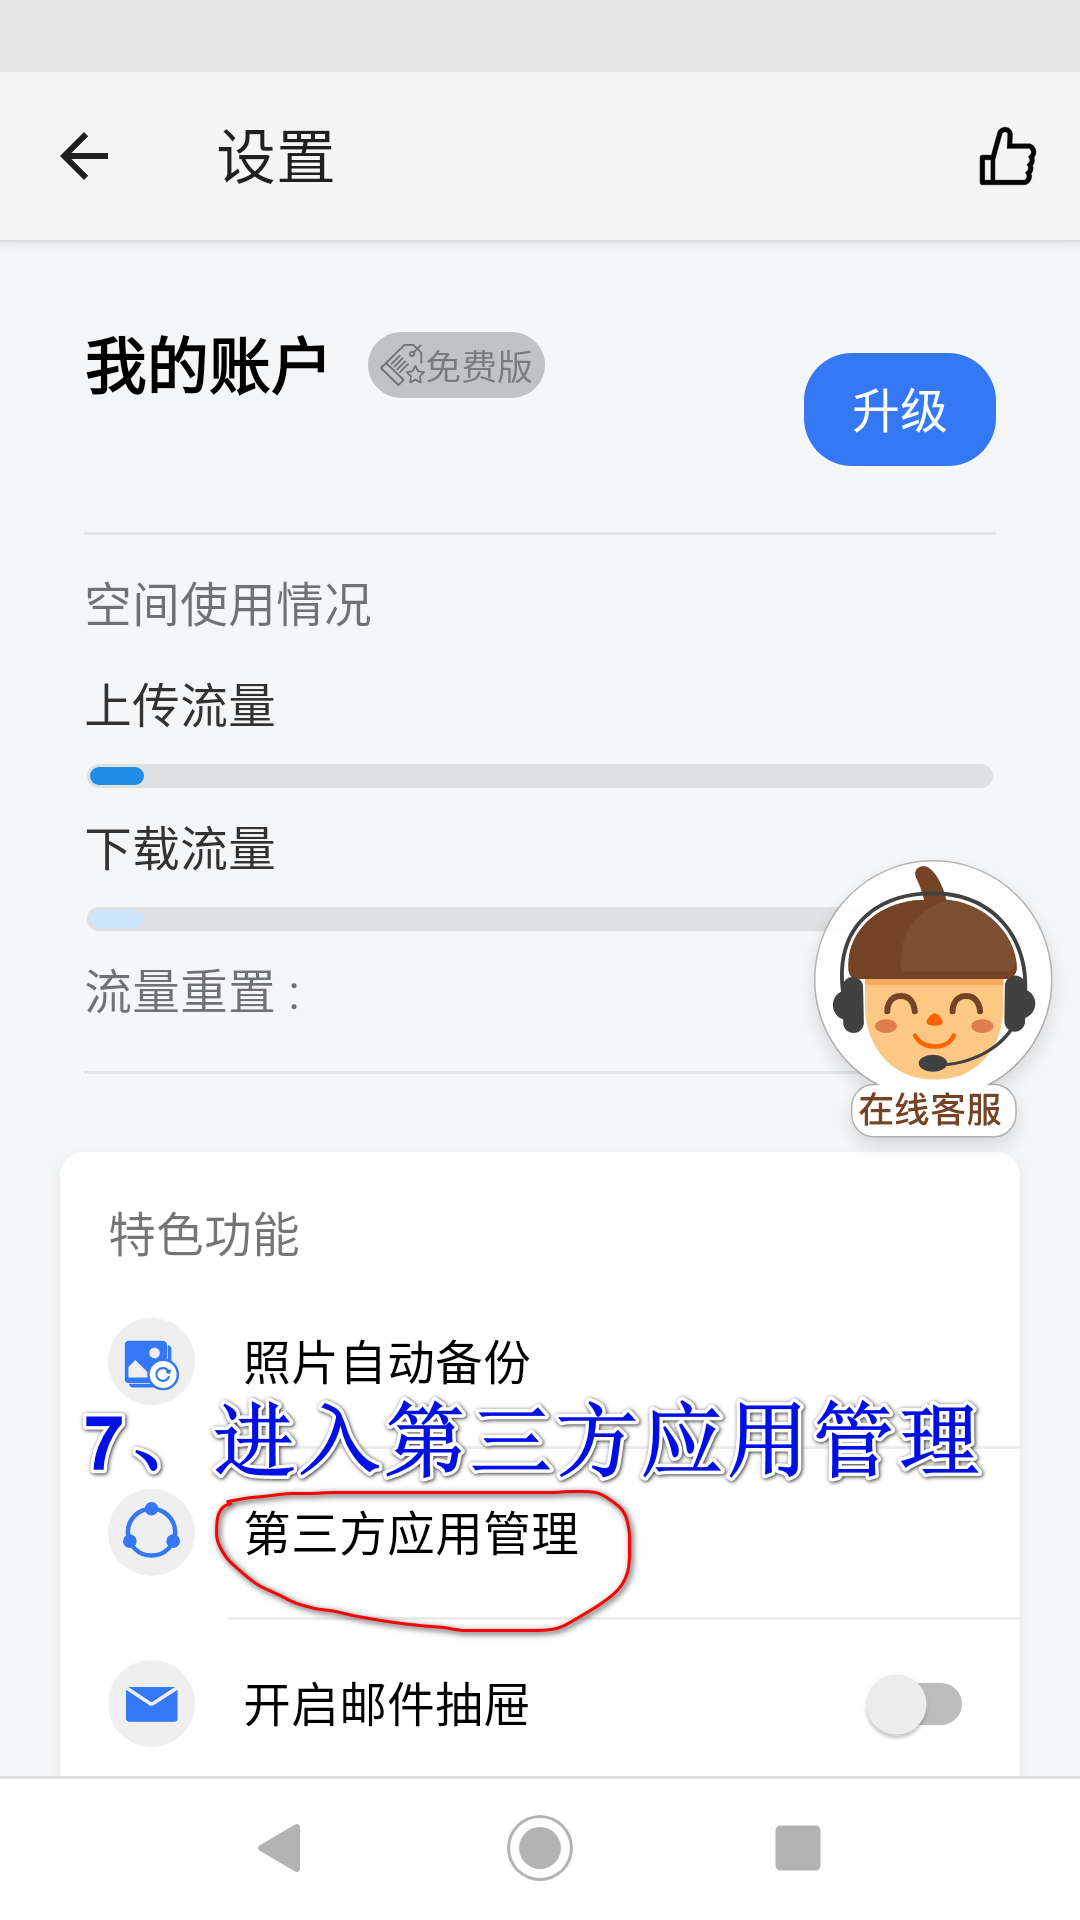 设置
我的账户
免费版
升级
空间使用情况
上传流量
下载流量
流量重置 :
在线客服
特色功能
照片自动备份
7、进入第三方应用管理
第三方应用管理
开启邮件抽屉